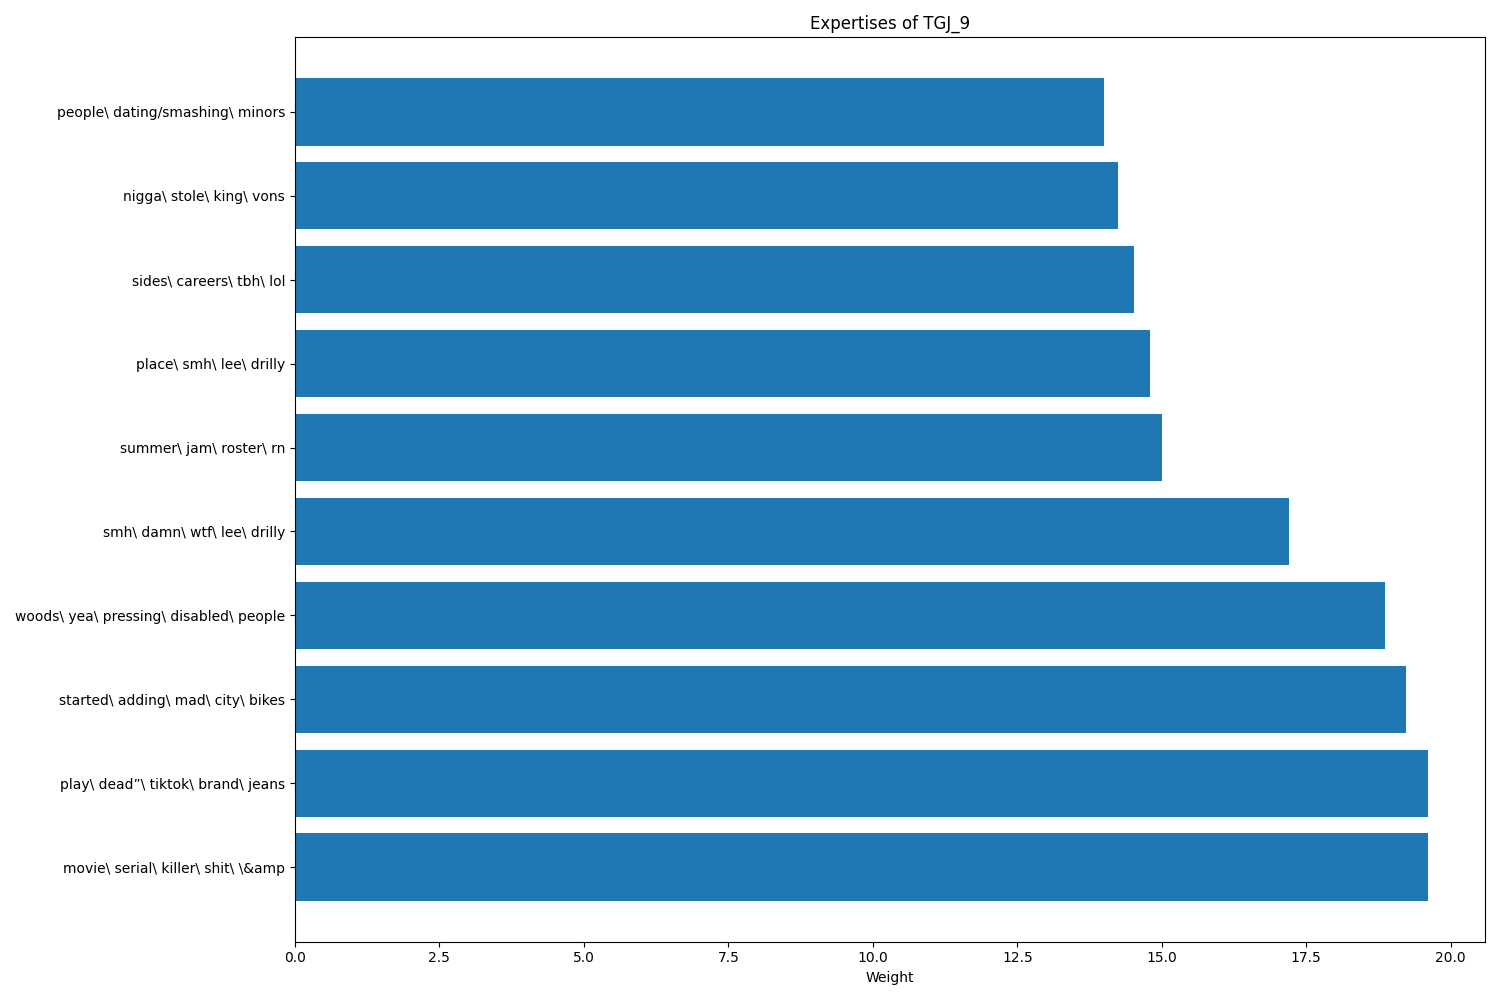 Expertises of TGJ_9
people\ dating/smashing\ minors
nigga\ stole\ king\ vons
sides\ careers\ tbh\ lol
place\ smh\ lee\ drilly
summer\ jam\ roster\ rn
smh\ damn\ wtf\ lee\ drilly
woods\ yea\ pressing\ disabled\ people
started\ adding\ mad\ city\ bikes
play\ dead”\ tiktok\ brand\ jeans
movie\ serial\ killer\ shit\ \&amp
0.0 2.5 5.0 7.5 10.0 12.5 15.0 17.5 20.0
Weight